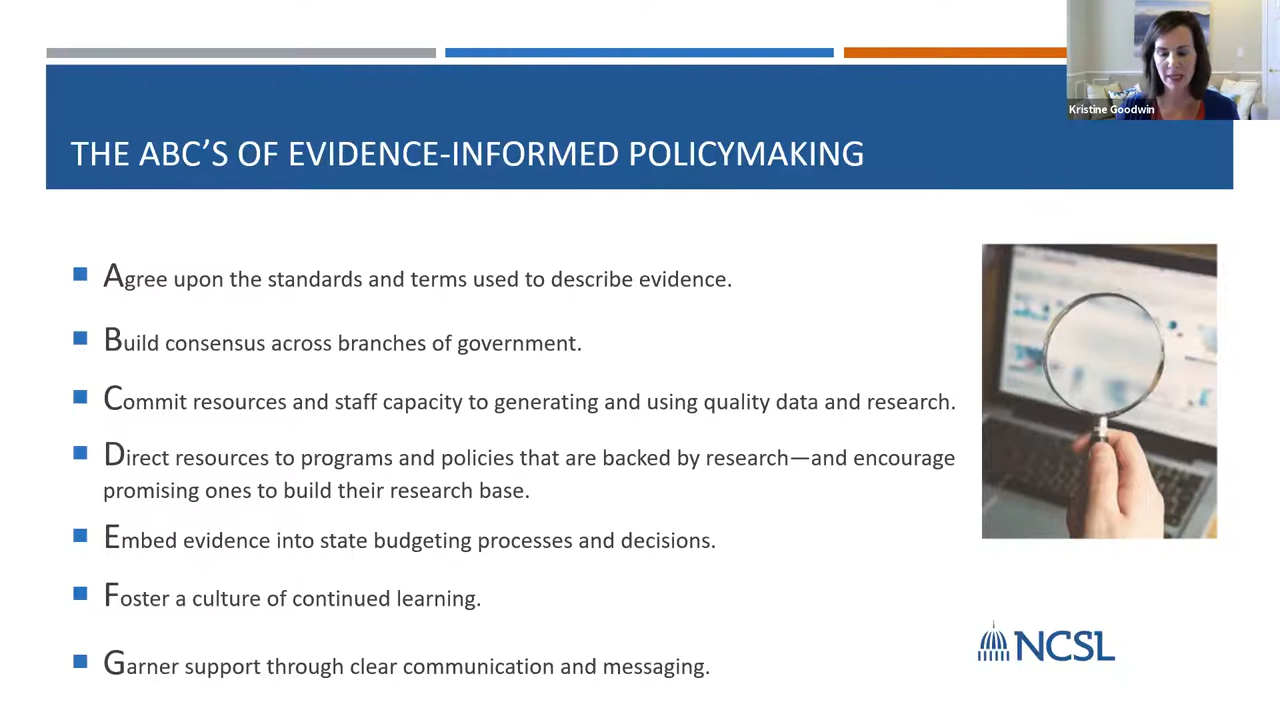 Kristine Goodwin
THE ABC’S OF EVIDENCE-INFORMED POLICYMAKING
Agree upon the standards and terms used to describe evidence.
Build consensus across branches of government.
Commit resources and staff capacity to generating and using quality data and research.
Direct resources to programs and policies that are backed by research—and encourage
promising ones to build their research base.
Embed evidence into state budgeting processes and decisions.
Foster a culture of continued learning.
Garner support through clear communication and messaging.
NCSL